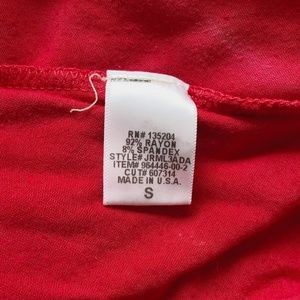 RN# 135204
92% RAYON
8% SPANDEX
STYLE# JRML3ADA
ITEM# 964446-00-2
CUT# 607314
MADE IN U.S.A.
S